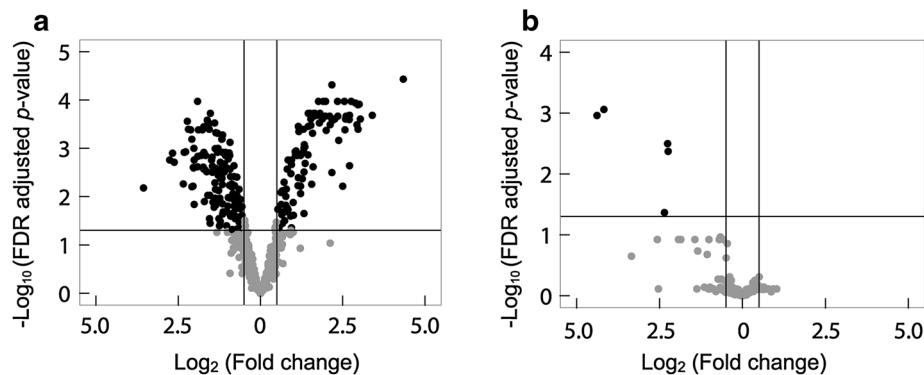 a
-Log10 (FDR adjusted p-value)
5
4
3
2
1
0
5.0 2.5 0 2.5 5.0
Log2 (Fold change)
b
-Log10 (FDR adjusted p-value)
4
3
2
1
0
5.0 2.5 0.0 2.5 5.0
Log2 (Fold change)